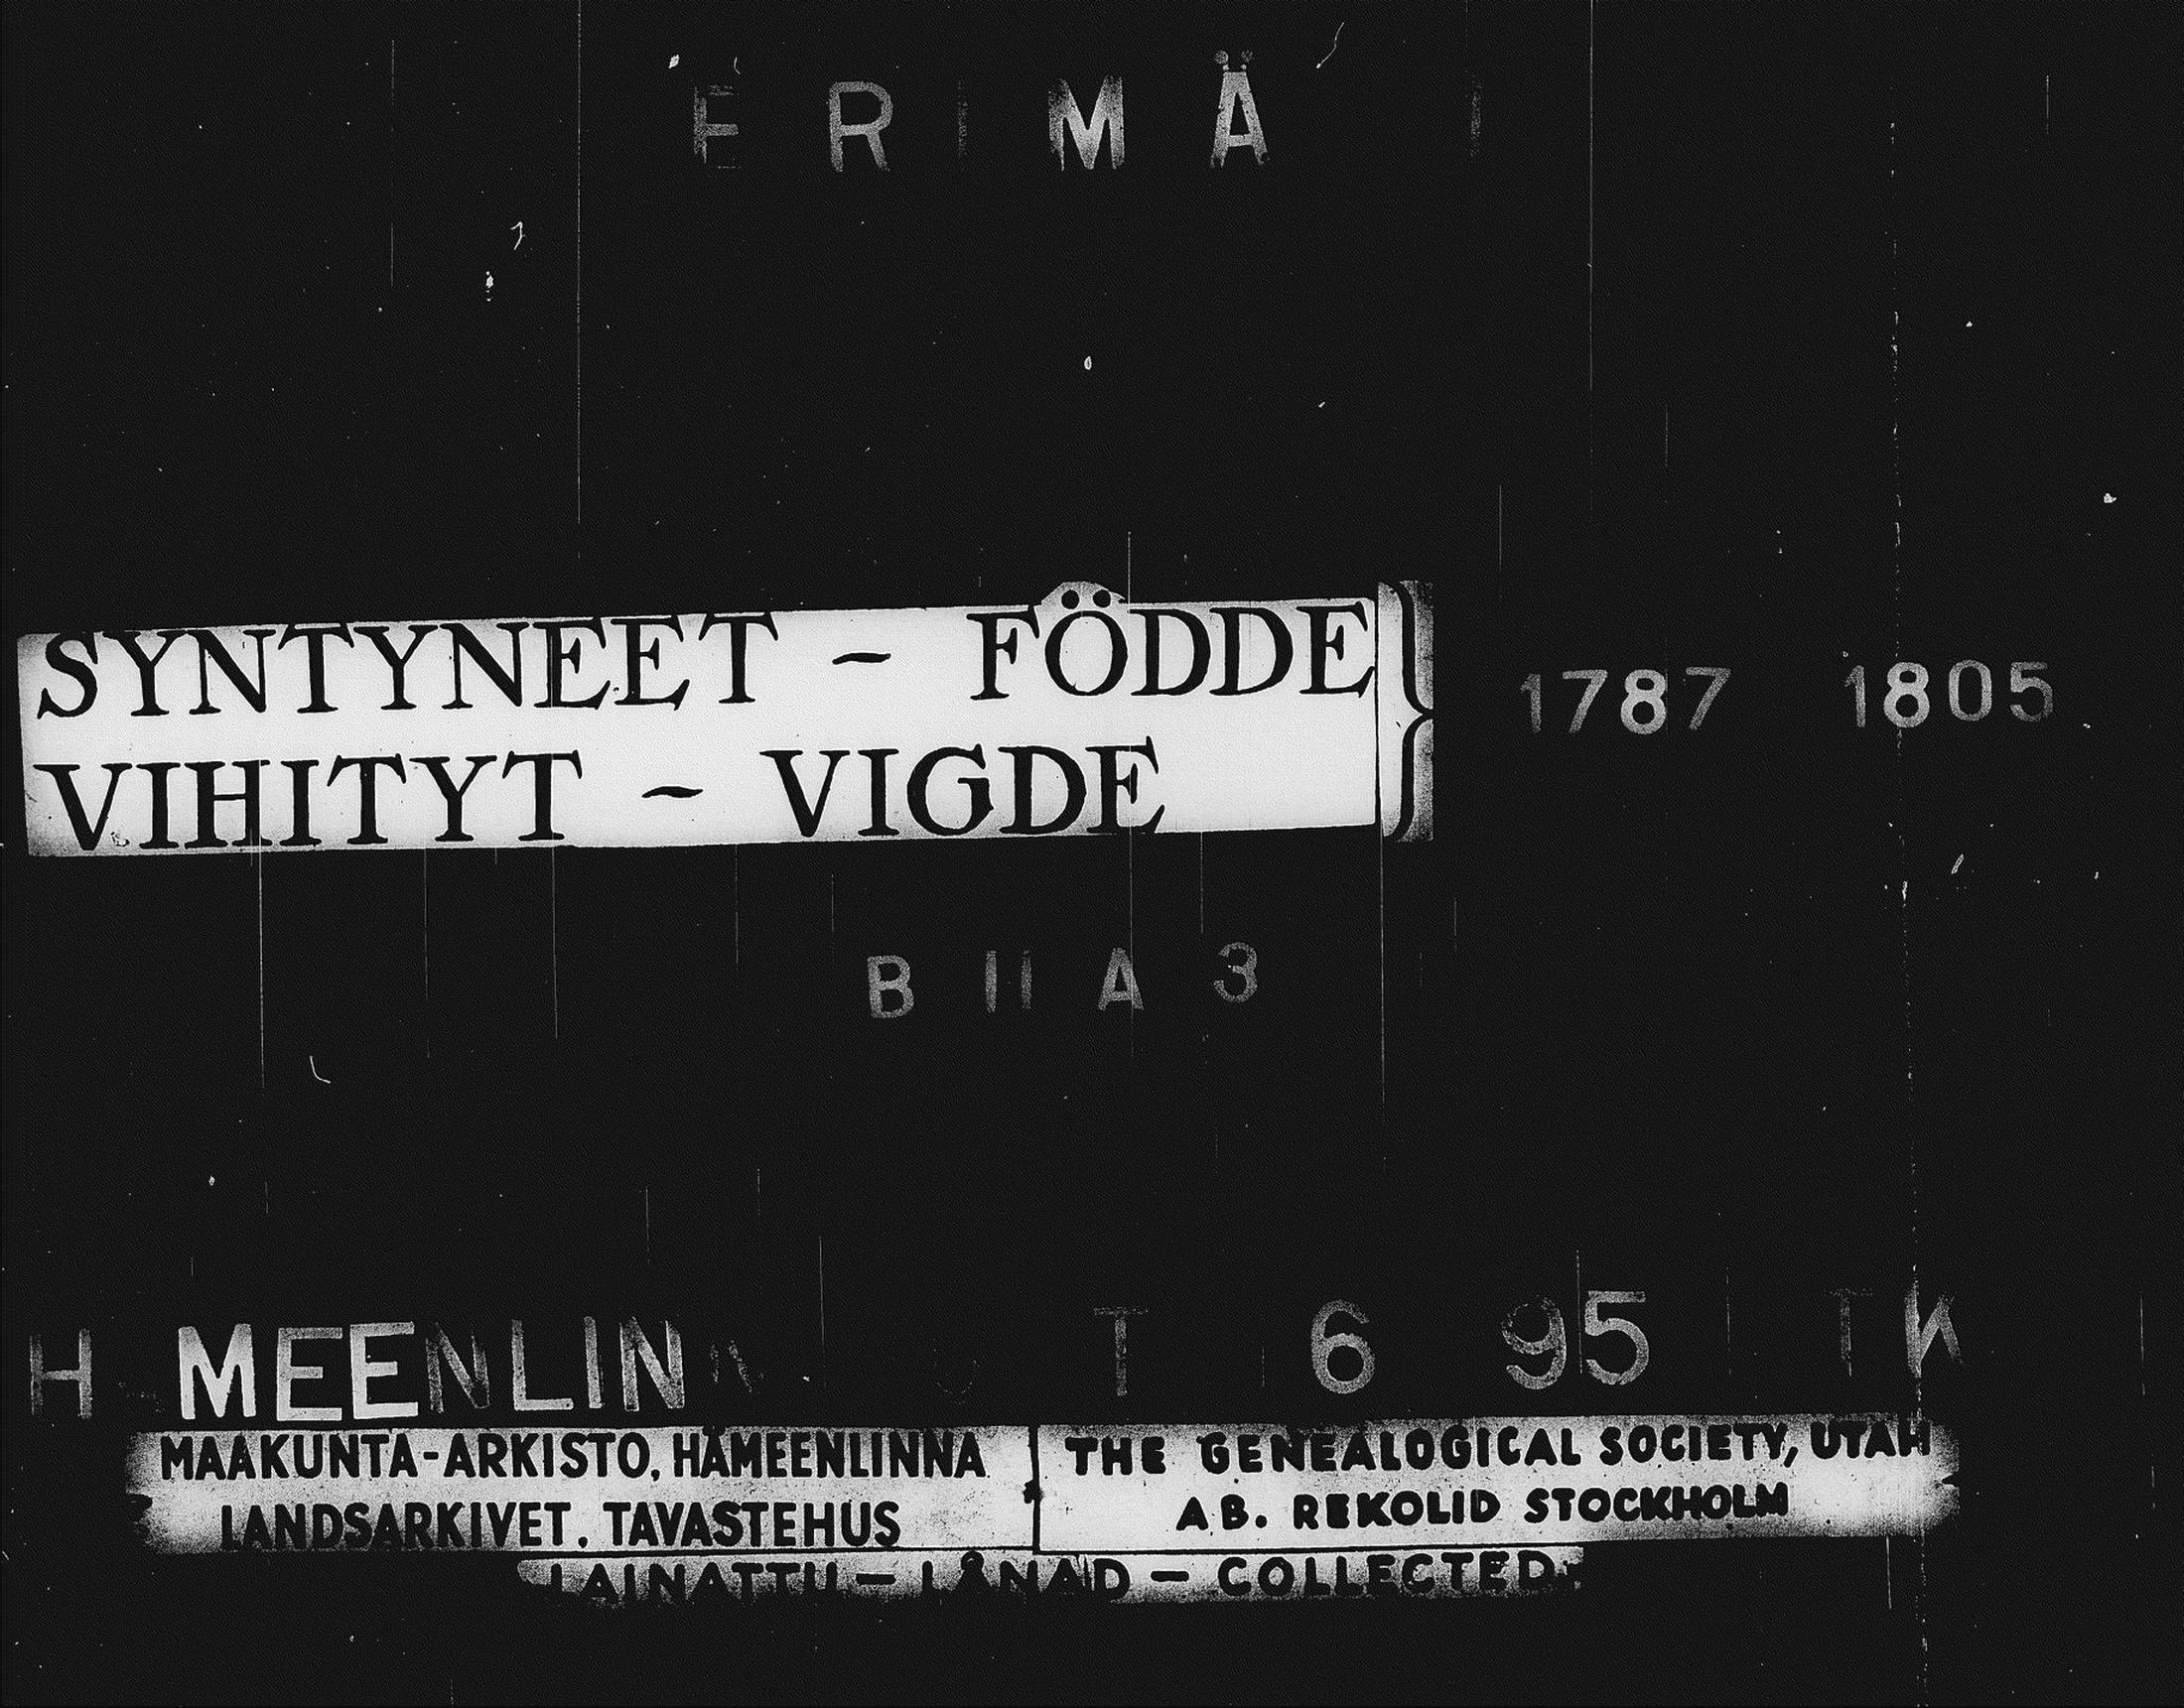 ERIMÄ
SYNTYNEET - FÖDDE } 1787 1805
VIHITYT - VIGDE
B II A 3
H MEENLIN T 6 95 TK
MAAKUNTA-ARKISTO, HÄMEENLINNA
LANDSARKIVET. TAVASTEHUS
THE GENEALOGICAL SOCIETY, UTAH
A.B. REKOLID STOCKHOLM
LAINATTU - LÅNAD - COLLECTED: